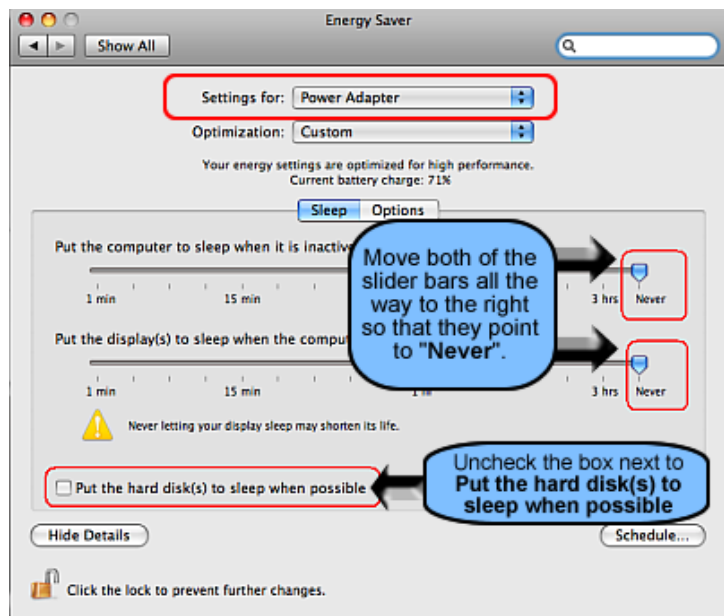 Energy Saver
Show All
Settings for: Power Adapter
Optimization: Custom
Your energy settings are optimized for high performance.
Current battery charge: 71%
Sleep Options
Put the computer to sleep when it is inactive
1 min 15 min 3 hrs Never
Move both of the
slider bars all the
way to the right
so that they point
to "Never".
Put the display(s) to sleep when the
1 min 15 min 3 hrs Never
Never letting your display sleep may shorten its life.
Put the hard disk(s) to sleep when possible
Uncheck the box next to
Put the hard disk(s) to
sleep when possible
Hide Details Schedule...
Click the lock to prevent further changes.